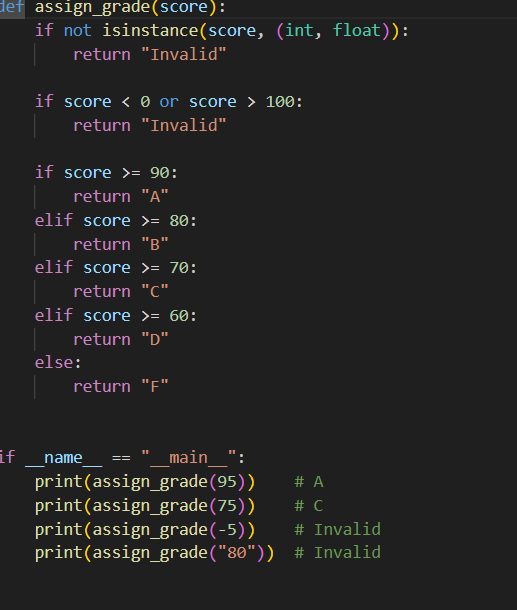 def assign_grade(score):
    if not isinstance(score, (int, float)):
        return "Invalid"

    if score < 0 or score > 100:
        return "Invalid"

    if score >= 90:
        return "A"
    elif score >= 80:
        return "B"
    elif score >= 70:
        return "C"
    elif score >= 60:
        return "D"
    else:
        return "F"


if __name__ == "__main__":
    print(assign_grade(95))    # A
    print(assign_grade(75))    # C
    print(assign_grade(-5))    # Invalid
    print(assign_grade("80"))  # Invalid